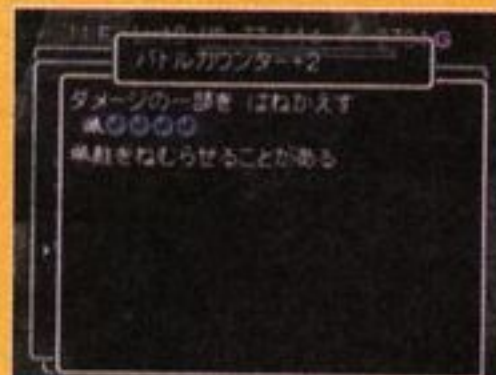 バトルカウンター+2
ダメージの一部を はねかえす
をねむらせることがある